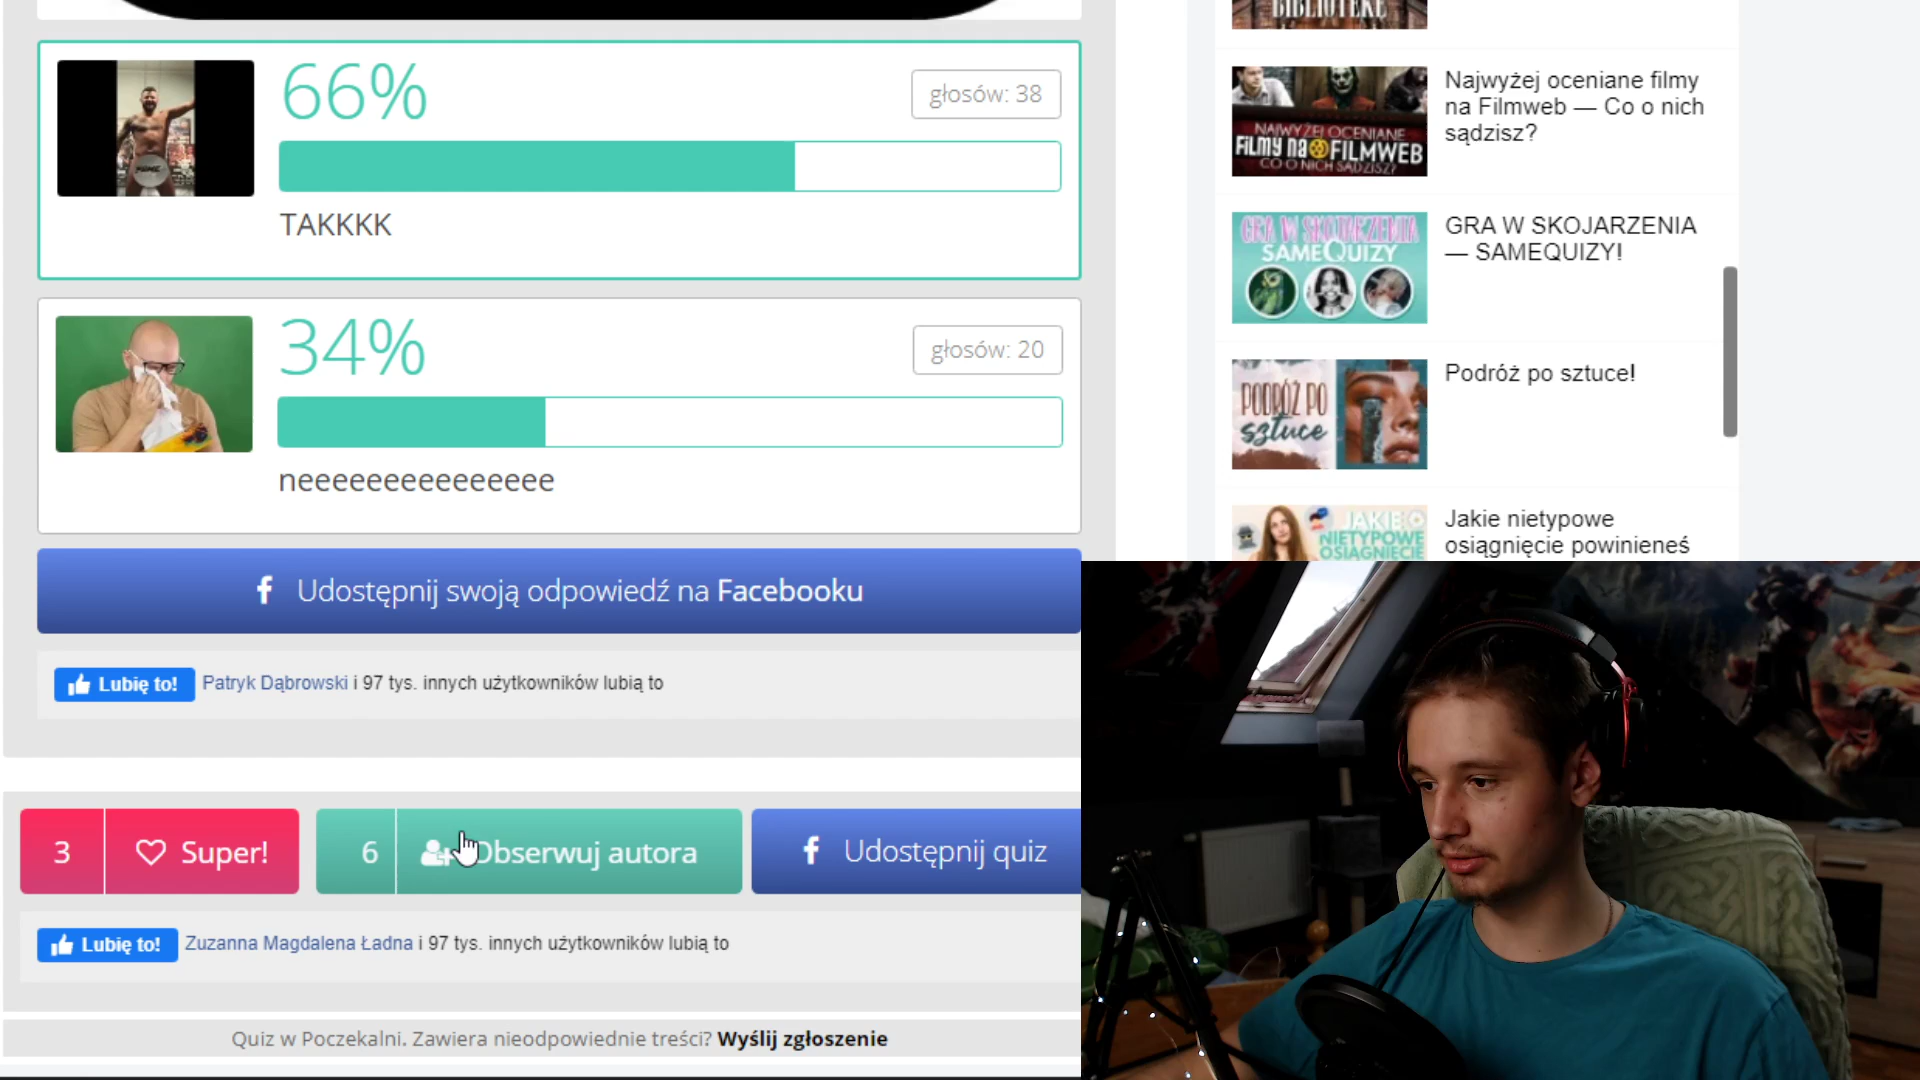 66%
głosów: 38
TAKKKK
34%
głosów: 20
neeeeeeeeeeeeeee
Udostępnij swoją odpowiedź na Facebooku
Lubię to!
Patryk Dąbrowski i 97 tys. innych użytkowników lubią to
3
Super!
6
Obserwuj autora
Udostępnij quiz
Lubię to!
Zuzanna Magdalena Ładna i 97 tys. innych użytkowników lubią to
Quiz w Poczekalni. Zawiera nieodpowiednie treści? Wyślij zgłoszenie
BIBLIOTEKĘ
NAJWYŻEJ OCENIANE
FILMY NA FILMWEB
CO O NICH SĄDZISZ?
Najwyżej oceniane filmy
na Filmweb — Co o nich
sądzisz?
GRA W SKOJARZENIA
SAMEQUIZY
GRA W SKOJARZENIA
— SAMEQUIZY!
PODRÓŻ PO
sztuce
Podróż po sztuce!
JAKIE
NIETYPOWE
OSIĄGNIĘCIE
Jakie nietypowe
osiągnięcie powinieneś